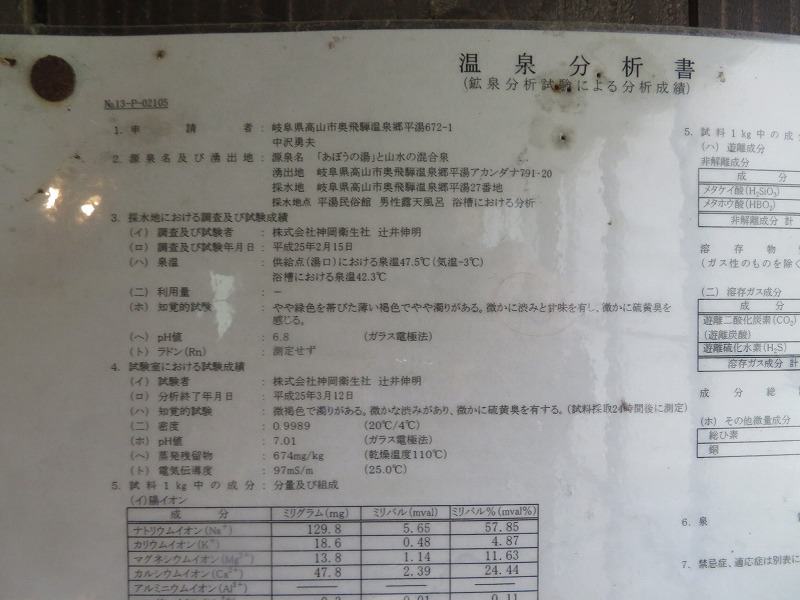 温泉分析書
(鉱泉分析試験による分析成績)
№13-P-02105
1. 申請者 : 岐阜県高山市奥飛騨温泉郷平湯672-1
中沢勇夫
2. 源泉名及び湧出地 : 源泉名 「あぼうの湯」と山水の混合泉
湧出地 岐阜県高山市奥飛騨温泉郷平湯アカンダナ791-20
採水地 岐阜県高山市奥飛騨温泉郷平湯27番地
採水地点 平湯民俗館 男性露天風呂 浴槽における分析
3. 採水地における調査及び試験成績
(イ) 調査及び試験者 : 株式会社神岡衛生社 辻井伸明
(ロ) 調査及び試験年月日 : 平成25年2月15日
(ハ) 泉温 : 供給点(湯口)における泉温47.5℃(気温-3℃)
浴槽における泉温42.3℃
(ニ) 利用量 : −
(ホ) 知覚的試験 : やや緑色を帯びた薄い褐色でやや濁りがある。微かに渋みと甘味を有し、微かに硫黄臭を
感じる。
(ヘ) pH値 : 6.8 (ガラス電極法)
(ト) ラドン(Rn) : 測定せず
4. 試験室における試験成績
(イ) 試験者 : 株式会社神岡衛生社 辻井伸明
(ロ) 分析終了年月日 : 平成25年3月12日
(ハ) 知覚的試験 : 微褐色で濁りがある。微かな渋みがあり、微かに硫黄臭を有する。(試料採取24時間後に測定)
(ニ) 密度 : 0.9989 (20℃/4℃)
(ホ) pH値 : 7.01 (ガラス電極法)
(ヘ) 蒸発残留物 : 674mg/kg (乾燥温度110℃)
(ト) 電気伝導度 : 97mS/m (25.0℃)
5. 試料1kg中の成分 : 分量及び組成
(イ)陽イオン
成分 ミリグラム(mg) ミリバル(mval) ミリバル%(mval%)
ナトリウムイオン(Na⁺) 129.8 5.65 57.85
カリウムイオン(K⁺) 18.6 0.48 4.87
マグネシウムイオン(Mg²⁺) 13.8 1.14 11.63
カルシウムイオン(Ca²⁺) 47.8 2.39 24.44
アルミニウムイオン(Al³⁺)
0.01 0.11
5. 試料1kg中の成
(ハ) 遊離成分
非解離成分
成分
メタケイ酸(H₂SiO₃)
メタホウ酸(HBO₂)
非解離成分 計
溶存物
(ガス性のものを除く
(ニ) 溶存ガス成分
成分
遊離二酸化炭素(CO₂)
(遊離炭酸)
遊離硫化水素(H₂S)
溶存ガス成分 計
成分総
(ホ) その他微量成分
総ひ素
銅
6. 泉
7. 禁忌症、適応症は別表に